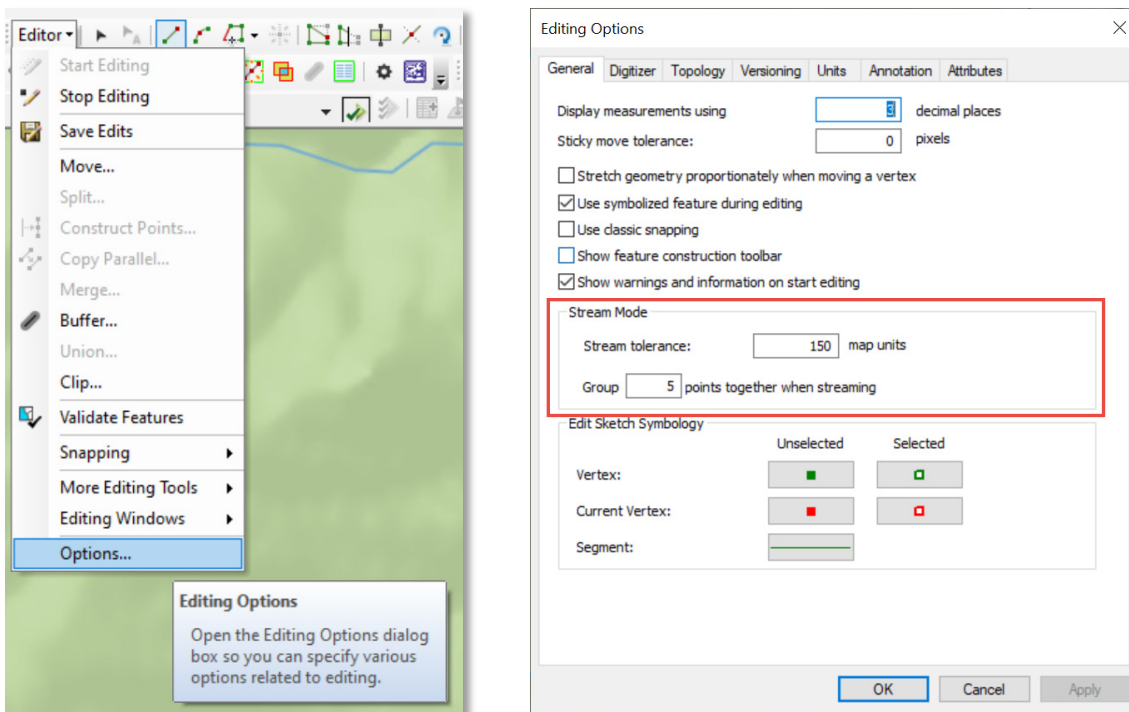 Editor
Start Editing
Stop Editing
Save Edits
Move...
Split...
Construct Points...
Copy Parallel...
Merge...
Buffer...
Union...
Clip...
Validate Features
Snapping
More Editing Tools
Editing Windows
Options...
Editing Options
Open the Editing Options dialog
box so you can specify various
options related to editing.
Editing Options
General Digitizer Topology Versioning Units Annotation Attributes
Display measurements using 3 decimal places
Sticky move tolerance: 0 pixels
Stretch geometry proportionately when moving a vertex
Use symbolized feature during editing
Use classic snapping
Show feature construction toolbar
Show warnings and information on start editing
Stream Mode
Stream tolerance: 150 map units
Group 5 points together when streaming
Edit Sketch Symbology
Unselected Selected
Vertex:
Current Vertex:
Segment:
OK Cancel Apply